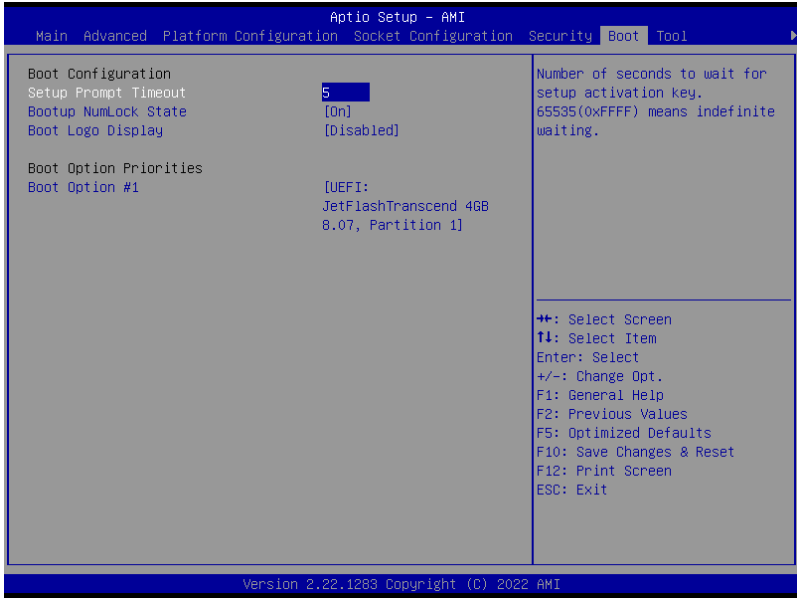 Aptio Setup – AMI
Main Advanced Platform Configuration Socket Configuration Security Boot Tool
Boot Configuration
Setup Prompt Timeout 5
Bootup NumLock State [On]
Boot Logo Display [Disabled]
Boot Option Priorities
Boot Option #1 [UEFI:
JetFlashTranscend 4GB
8.07, Partition 1]
Number of seconds to wait for
setup activation key.
65535(0xFFFF) means indefinite
waiting.
→←: Select Screen
↑↓: Select Item
Enter: Select
+/-: Change Opt.
F1: General Help
F2: Previous Values
F5: Optimized Defaults
F10: Save Changes & Reset
F12: Print Screen
ESC: Exit
Version 2.22.1283 Copyright (C) 2022 AMI